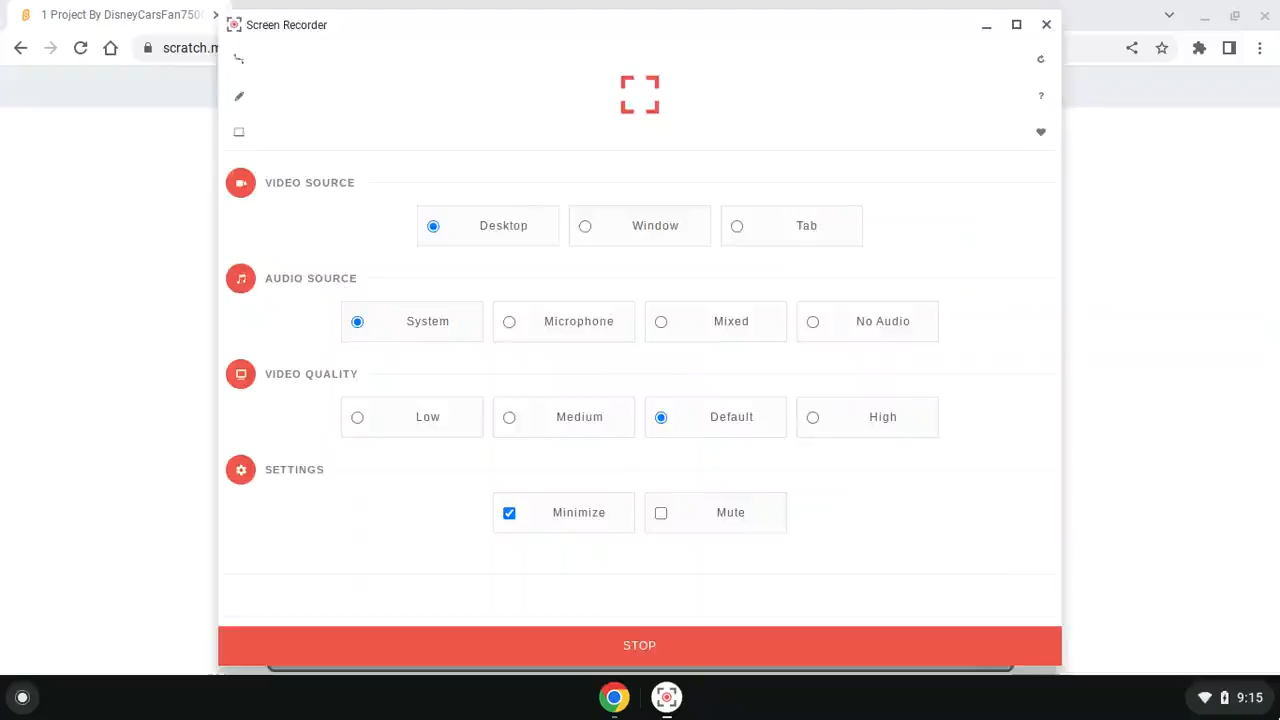 1 Project By DisneyCarsFan750
Screen Recorder
scratch.m
?
VIDEO SOURCE
Desktop
Window
Tab
AUDIO SOURCE
System
Microphone
Mixed
No Audio
VIDEO QUALITY
Low
Medium
Default
High
SETTINGS
Minimize
Mute
STOP
9:15